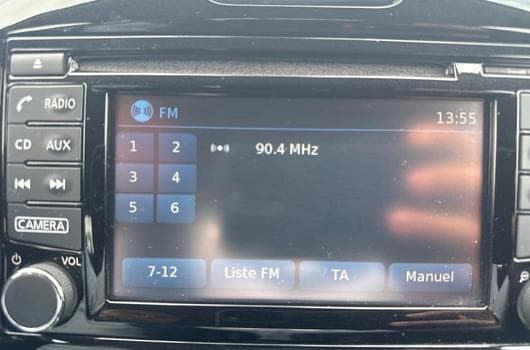 RADIO
CD AUX
CAMERA
VOL
FM
13:55
1 2
90.4 MHz
3 4
5 6
7-12 Liste FM TA Manuel